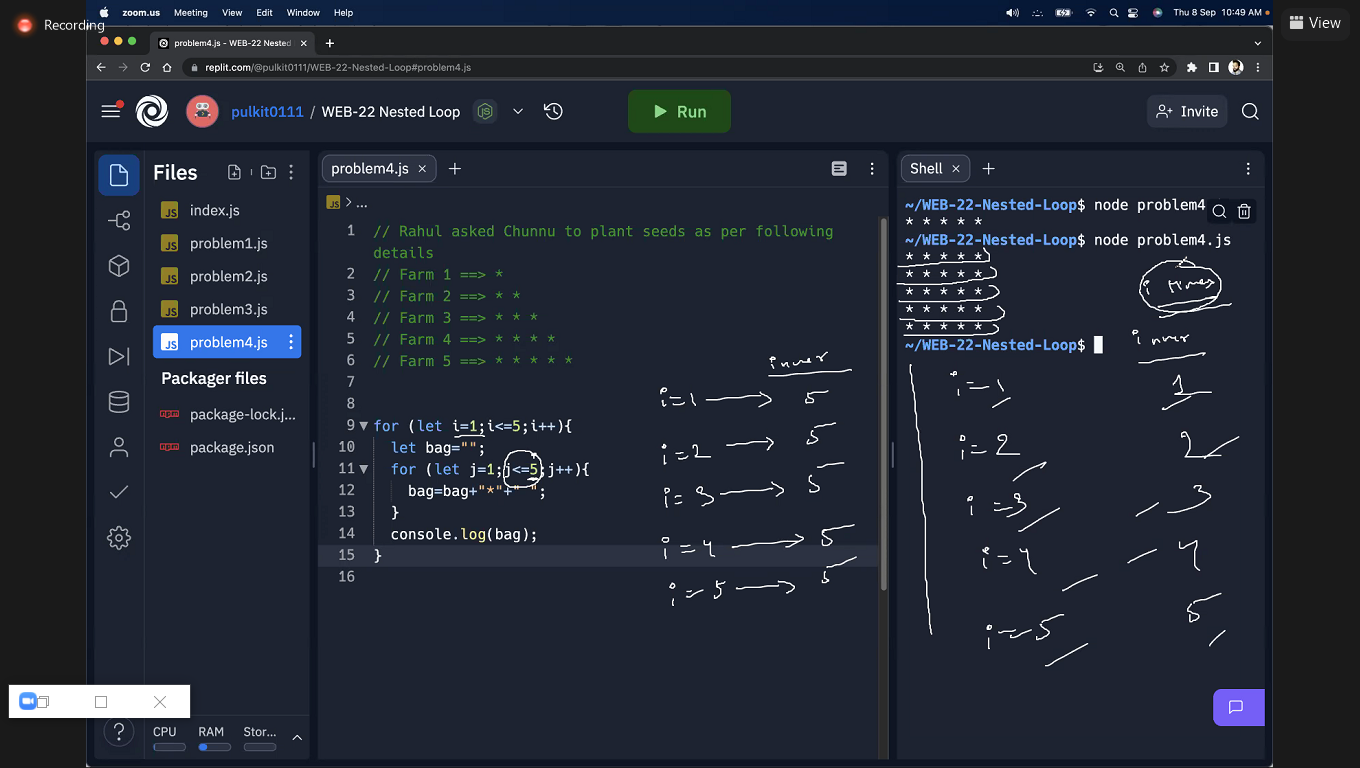 Recording
zoom.us Meeting View Edit Window Help
Thu 8 Sep 10:49 AM
View
problem4.js - WEB-22 Nested
replit.com/@pulkit0111/WEB-22-Nested-Loop#problem4.js
pulkit0111 / WEB-22 Nested Loop
Run
Invite
Files
index.js
problem1.js
problem2.js
problem3.js
problem4.js
Packager files
package-lock.j...
package.json
CPU RAM Stor...
problem4.js
JS > ...
1 // Rahul asked Chunnu to plant seeds as per following
details
2 // Farm 1 ==> *
3 // Farm 2 ==> * *
4 // Farm 3 ==> * * *
5 // Farm 4 ==> * * * *
6 // Farm 5 ==> * * * * *
7
8
9 for (let i=1;i<=5;i++){
10 let bag="";
11 for (let j=1;j<=5;j++){
12 bag=bag+"*"+" ";
13 }
14 console.log(bag);
15 }
16
inner
i=1 → 5
i=2 → 5
i=3 → 5
i=4 → 5
i=5 → 5
Shell
~/WEB-22-Nested-Loop$ node problem4
* * * * *
~/WEB-22-Nested-Loop$ node problem4.js
* * * * *
* * * * *
* * * * *
* * * * *
* * * * *
~/WEB-22-Nested-Loop$
i times
inner
i=1 1
i=2 2
i=3 3
i=4 4
i=5 5